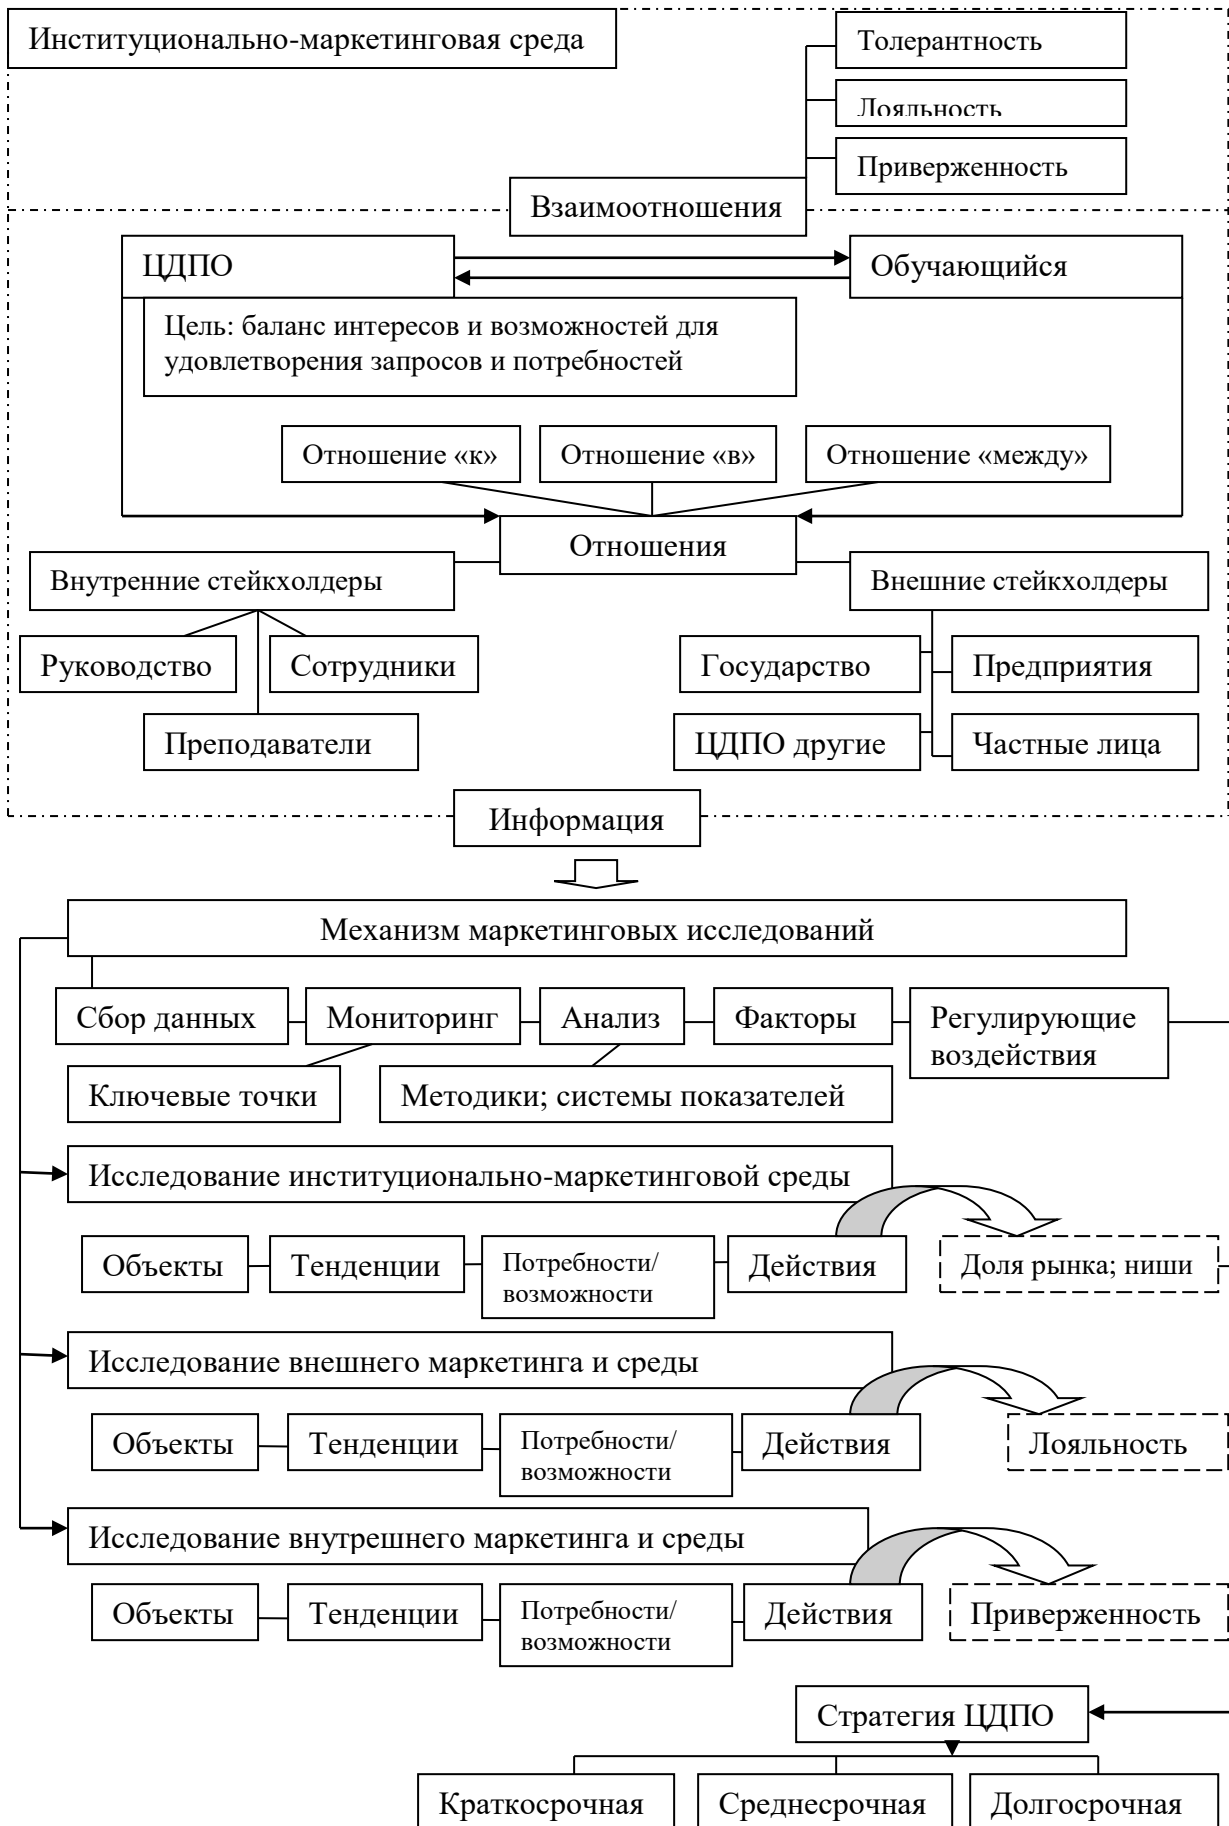 Институционально-маркетинговая среда
Толерантность
Лояльность
Приверженность
Взаимоотношения
ЦДПО
Обучающийся
Цель: баланс интересов и возможностей для
удовлетворения запросов и потребностей
Отношение «к»
Отношение «в»
Отношение «между»
Отношения
Внутренние стейкхолдеры
Внешние стейкхолдеры
Руководство
Сотрудники
Государство
Предприятия
Преподаватели
ЦДПО другие
Частные лица
Информация
Механизм маркетинговых исследований
Сбор данных
Мониторинг
Анализ
Факторы
Регулирующие
воздействия
Ключевые точки
Методики; системы показателей
Исследование институционально-маркетинговой среды
Объекты
Тенденции
Потребности/
возможности
Действия
Доля рынка; ниши
Исследование внешнего маркетинга и среды
Объекты
Тенденции
Потребности/
возможности
Действия
Лояльность
Исследование внутрешнего маркетинга и среды
Объекты
Тенденции
Потребности/
возможности
Действия
Приверженность
Стратегия ЦДПО
Краткосрочная
Среднесрочная
Долгосрочная